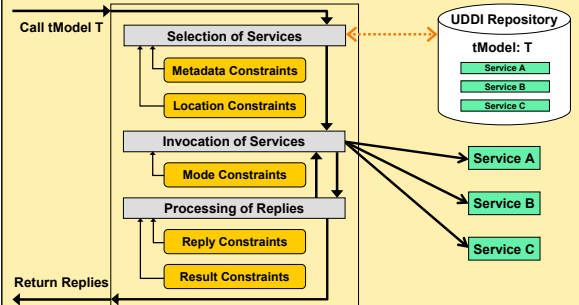 Call tModel T
Selection of Services
Metadata Constraints
Location Constraints
Invocation of Services
Mode Constraints
Processing of Replies
Reply Constraints
Result Constraints
Return Replies
UDDI Repository
tModel: T
Service A
Service B
Service C
Service A
Service B
Service C